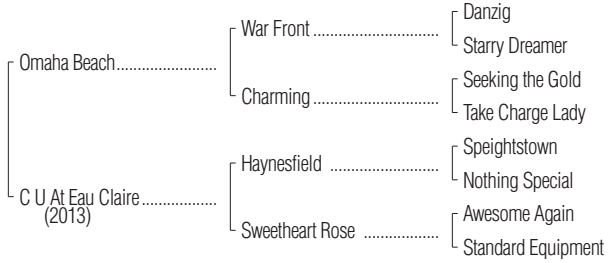 Danzig
War Front ........................
Starry Dreamer
Omaha Beach...................
Seeking the Gold
Charming........................
Take Charge Lady
Speightstown
Haynesfield .....................
Nothing Special
C U At Eau Claire..............
(2013)
Awesome Again
Sweetheart Rose ...............
Standard Equipment